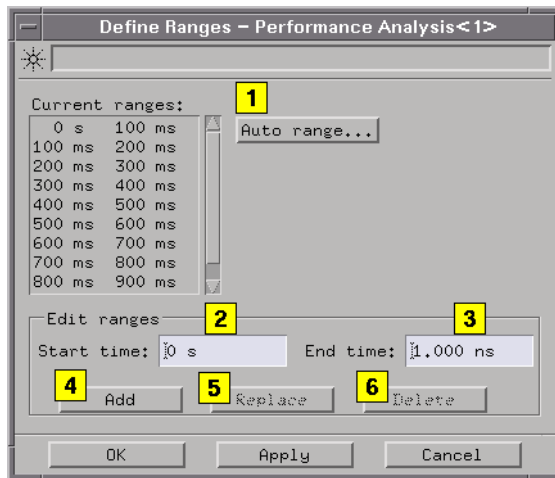 Define Ranges – Performance Analysis<1>
Current ranges:
1
Auto range...
0 s 100 ms
100 ms 200 ms
200 ms 300 ms
300 ms 400 ms
400 ms 500 ms
500 ms 600 ms
600 ms 700 ms
700 ms 800 ms
800 ms 900 ms
Edit ranges
2
3
Start time: 0 s
End time: 1.000 ns
4
5
6
Add
Replace
Delete
OK
Apply
Cancel